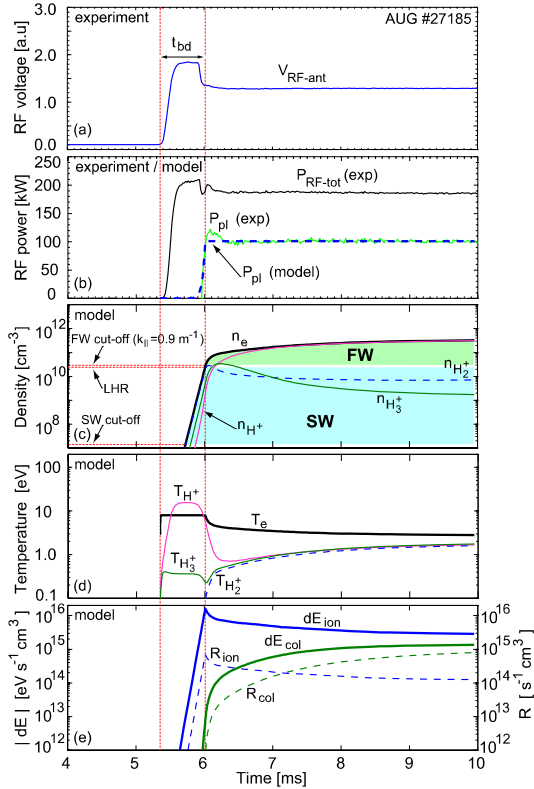 experiment
AUG #27185
t_bd
V_RF-ant
RF voltage [a.u]
3.0
2.0
1.0
0.0
(a)
experiment / model
P_RF-tot (exp)
P_pl (exp)
P_pl (model)
RF power [kW]
250
200
150
100
50
0
(b)
model
FW cut-off (k_||=0.9 m^-1)
LHR
SW cut-off
n_e
FW
n_H2^+
n_H3^+
n_H^+
SW
Density [cm^-3]
10^12
10^10
10^8
(c)
model
T_H^+
T_e
T_H3^+
T_H2^+
Temperature [eV]
100
10
1.0
0.1
(d)
model
dE_ion
dE_col
R_ion
R_col
| dE | [eV s^-1 cm^3]
10^16
10^15
10^14
10^13
10^12
R [ s^-1 cm^3]
10^16
10^15
10^14
10^13
10^12
(e)
4 5 6 7 8 9 10
Time [ms]